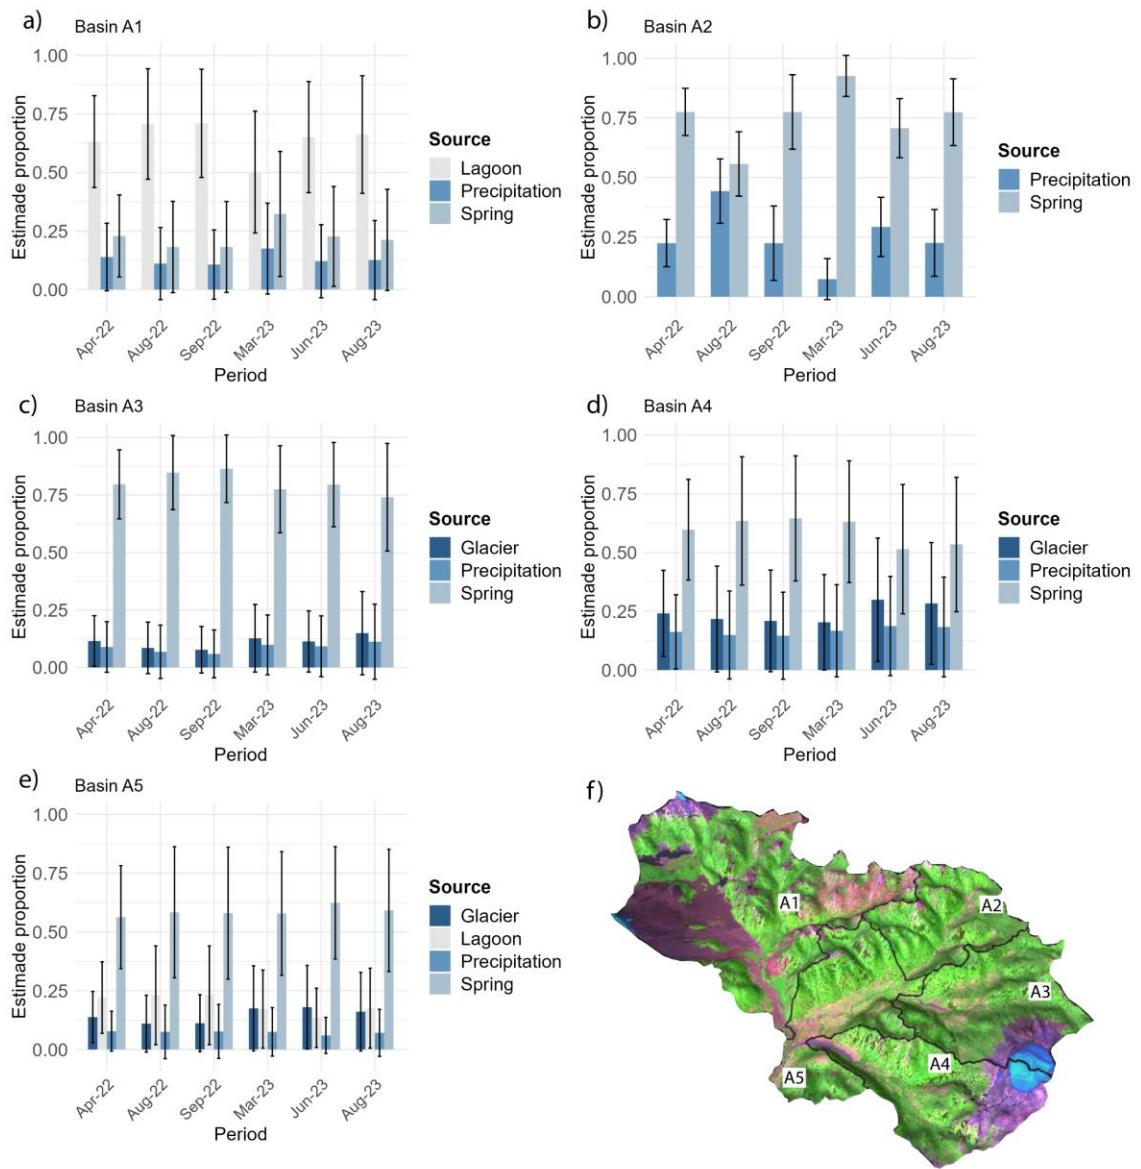 a)
Basin A1
1.00
0.75
0.50
0.25
0.00
Estimade proportion
Apr-22
Aug-22
Sep-22
Mar-23
Jun-23
Aug-23
Period
Source
Lagoon
Precipitation
Spring
b)
Basin A2
1.00
0.75
0.50
0.25
0.00
Estimade proportion
Apr-22
Aug-22
Sep-22
Mar-23
Jun-23
Aug-23
Period
Source
Precipitation
Spring
c)
Basin A3
1.00
0.75
0.50
0.25
0.00
Estimade proportion
Apr-22
Aug-22
Sep-22
Mar-23
Jun-23
Aug-23
Period
Source
Glacier
Precipitation
Spring
d)
Basin A4
1.00
0.75
0.50
0.25
0.00
Estimade proportion
Apr-22
Aug-22
Sep-22
Mar-23
Jun-23
Aug-23
Period
Source
Glacier
Precipitation
Spring
e)
Basin A5
1.00
0.75
0.50
0.25
0.00
Estimade proportion
Apr-22
Aug-22
Sep-22
Mar-23
Jun-23
Aug-23
Period
Source
Glacier
Lagoon
Precipitation
Spring
f)
A1
A2
A3
A4
A5